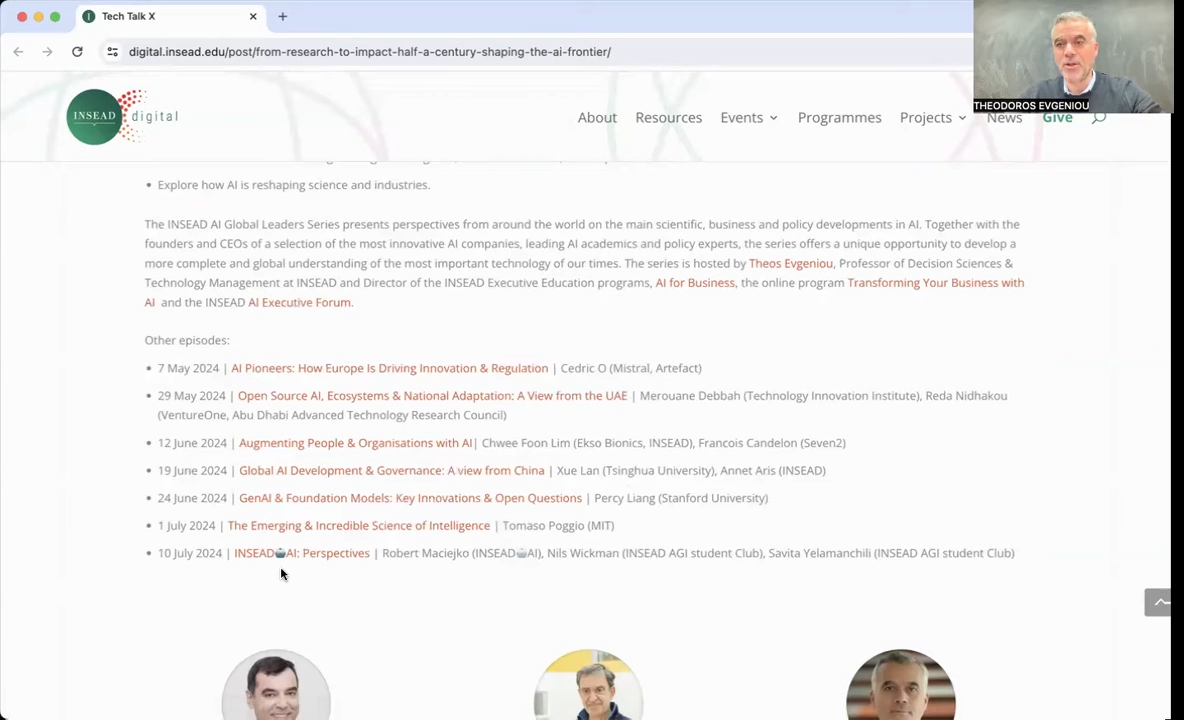 Tech Talk X
digital.insead.edu/post/from-research-to-impact-half-a-century-shaping-the-ai-frontier/
THEODOROS EVGENIOU
INSEAD digital
About Resources Events Programmes Projects News Give
• Explore how AI is reshaping science and industries.
The INSEAD AI Global Leaders Series presents perspectives from around the world on the main scientific, business and policy developments in AI. Together with the
founders and CEOs of a selection of the most innovative AI companies, leading AI academics and policy experts, the series offers a unique opportunity to develop a
more complete and global understanding of the most important technology of our times. The series is hosted by Theos Evgeniou, Professor of Decision Sciences &
Technology Management at INSEAD and Director of the INSEAD Executive Education programs, AI for Business, the online program Transforming Your Business with
AI and the INSEAD AI Executive Forum.
Other episodes:
• 7 May 2024 | AI Pioneers: How Europe Is Driving Innovation & Regulation | Cedric O (Mistral, Artefact)
• 29 May 2024 | Open Source AI, Ecosystems & National Adaptation: A View from the UAE | Merouane Debbah (Technology Innovation Institute), Reda Nidhakou
(VentureOne, Abu Dhabi Advanced Technology Research Council)
• 12 June 2024 | Augmenting People & Organisations with AI| Chwee Foon Lim (Ekso Bionics, INSEAD), Francois Candelon (Seven2)
• 19 June 2024 | Global AI Development & Governance: A view from China | Xue Lan (Tsinghua University), Annet Aris (INSEAD)
• 24 June 2024 | GenAI & Foundation Models: Key Innovations & Open Questions | Percy Liang (Stanford University)
• 1 July 2024 | The Emerging & Incredible Science of Intelligence | Tomaso Poggio (MIT)
• 10 July 2024 | INSEAD🤖AI: Perspectives | Robert Maciejko (INSEAD🤖AI), Nils Wickman (INSEAD AGI student Club), Savita Yelamanchili (INSEAD AGI student Club)